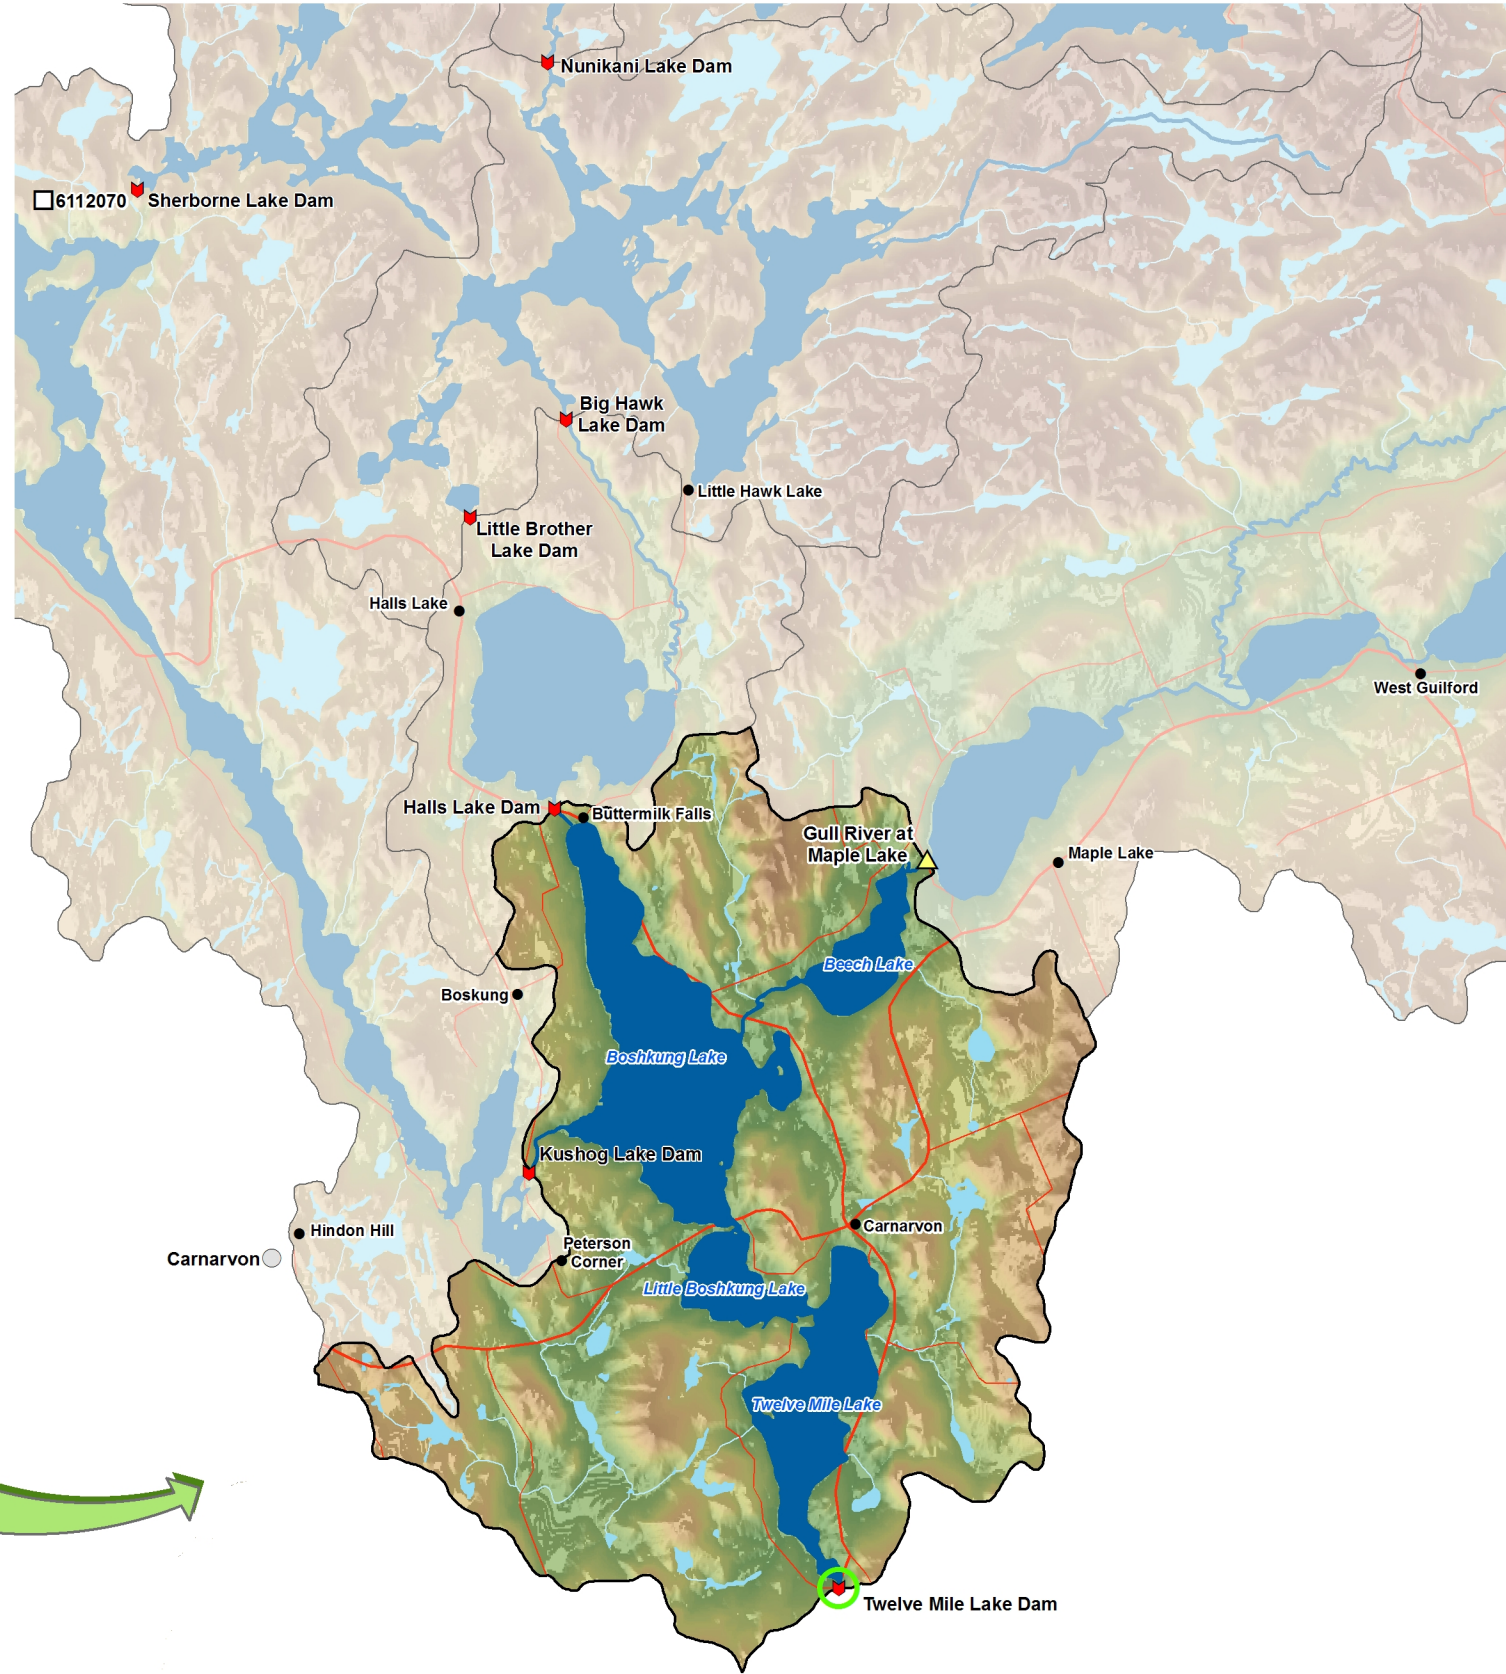 Nunikani Lake Dam
6112070
Sherborne Lake Dam
Big Hawk
Lake Dam
Little Hawk Lake
Little Brother
Lake Dam
Halls Lake
West Guilford
Halls Lake Dam
Buttermilk Falls
Gull River at
Maple Lake
Maple Lake
Beech Lake
Boskung
Boshkung Lake
Kushog Lake Dam
Carnarvon
Hindon Hill
Peterson
Corner
Carnarvon
Little Boshkung Lake
Twelve Mile Lake
Twelve Mile Lake Dam